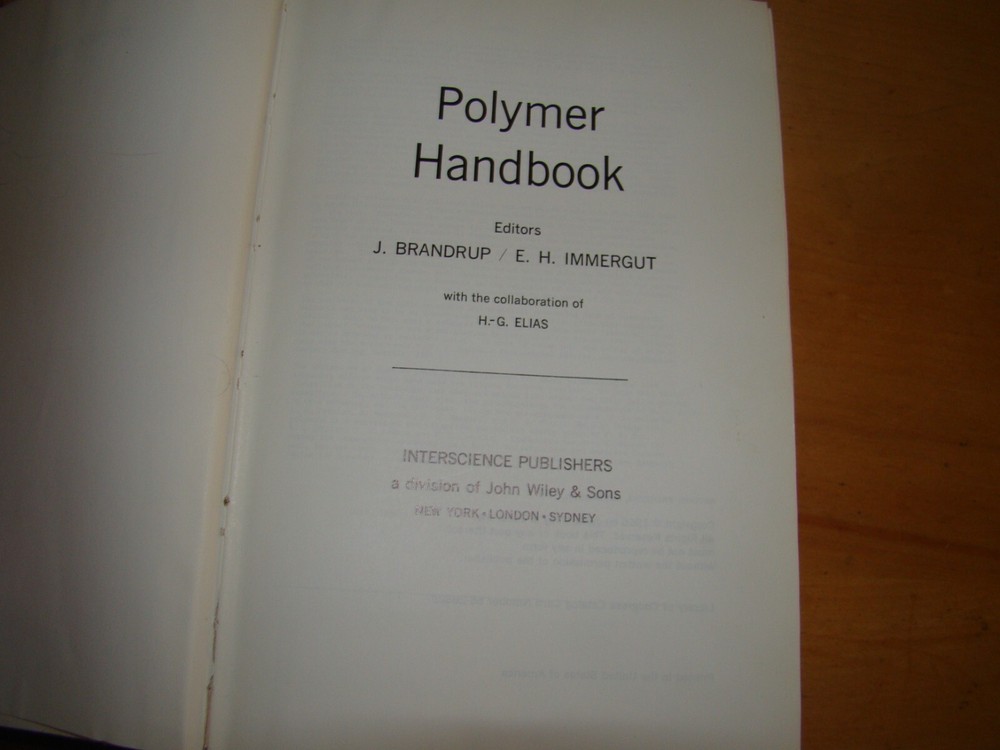 Polymer
Handbook
Editors
J. BRANDRUP / E. H. IMMERGUT
with the collaboration of
H.-G. ELIAS
INTERSCIENCE PUBLISHERS
a division of John Wiley & Sons
NEW YORK • LONDON • SYDNEY